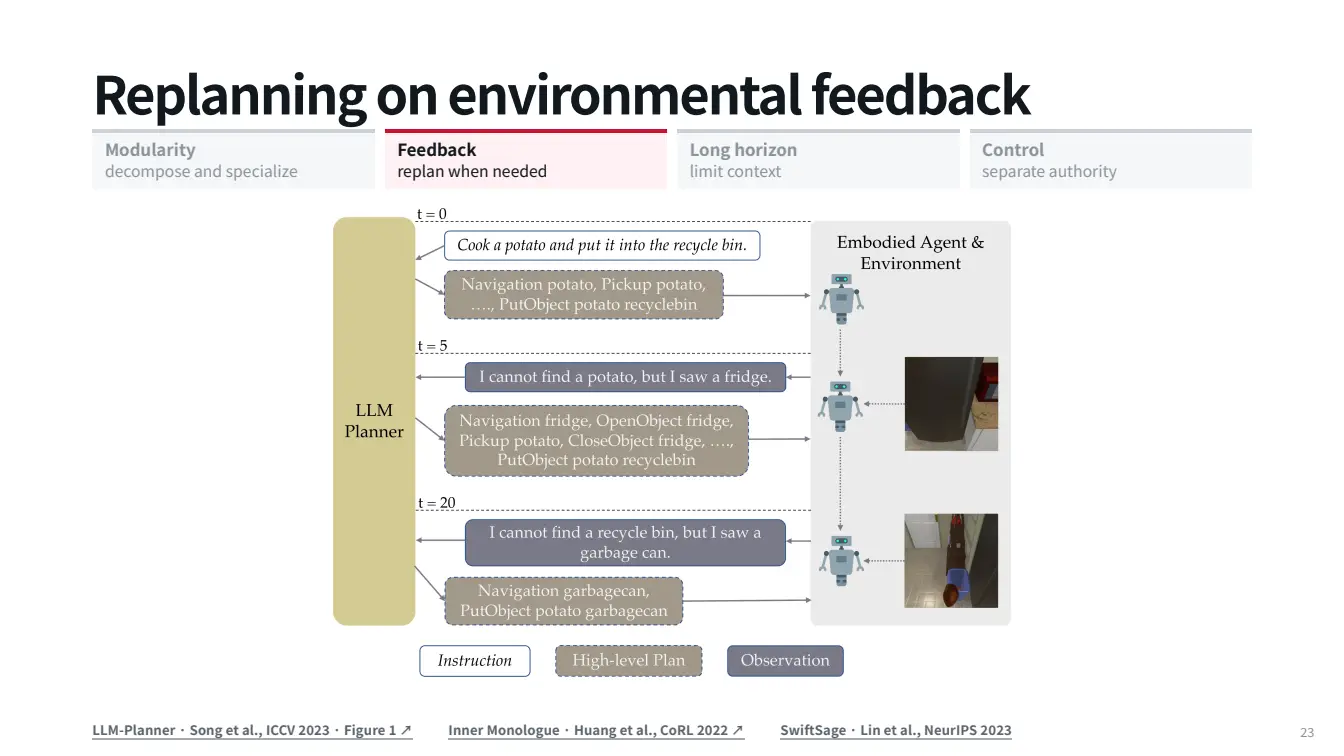 Replanning on environmental feedback
Modularity
decompose and specialize
Feedback
replan when needed
Long horizon
limit context
Control
separate authority
t = 0
Cook a potato and put it into the recycle bin.
Navigation potato, Pickup potato,
…., PutObject potato recyclebin
Embodied Agent &
Environment
t = 5
I cannot find a potato, but I saw a fridge.
LLM
Planner
Navigation fridge, OpenObject fridge,
Pickup potato, CloseObject fridge, ….,
PutObject potato recyclebin
t = 20
I cannot find a recycle bin, but I saw a
garbage can.
Navigation garbagecan,
PutObject potato garbagecan
Instruction
High-level Plan
Observation
LLM-Planner · Song et al., ICCV 2023 · Figure 1 ↗
Inner Monologue · Huang et al., CoRL 2022 ↗
SwiftSage · Lin et al., NeurIPS 2023
23